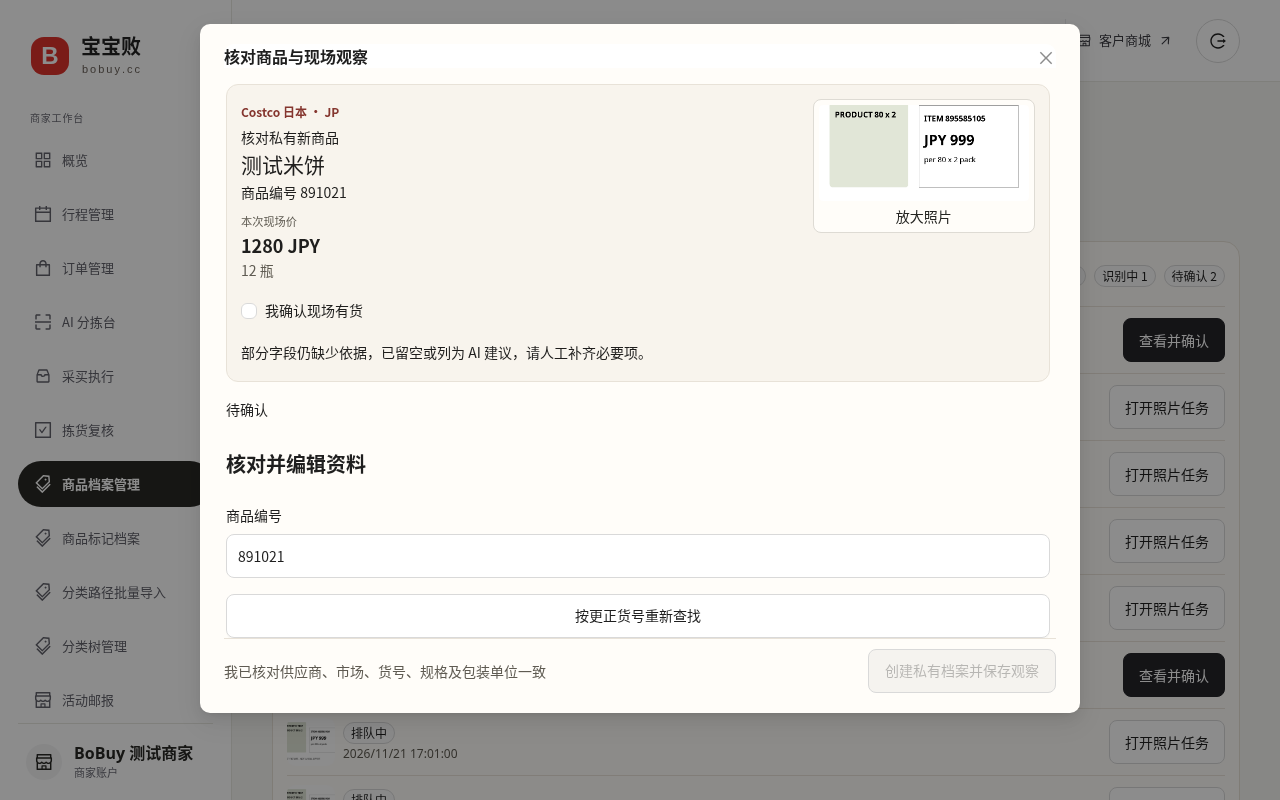 B
宝宝败
bobuy.cc
商家工作台
概览
行程管理
订单管理
AI 分拣台
采买执行
拣货复核
商品档案管理
商品标记档案
分类路径批量导入
分类树管理
活动邮报
BoBuy 测试商家
商家账户
客户商城
识别中 1
待确认 2
查看并确认
打开照片任务
打开照片任务
打开照片任务
打开照片任务
查看并确认
打开照片任务
核对商品与现场观察
Costco 日本 · JP
核对私有新商品
测试米饼
商品编号 891021
本次现场价
1280 JPY
12 瓶
我确认现场有货
部分字段仍缺少依据，已留空或列为 AI 建议，请人工补齐必要项。
PRODUCT 80 x 2
ITEM 895585105
JPY 999
per 80 x 2 pack
放大照片
待确认
核对并编辑资料
商品编号
891021
按更正货号重新查找
我已核对供应商、市场、货号、规格及包装单位一致
创建私有档案并保存观察
排队中
2026/11/21 17:01:00
排队中